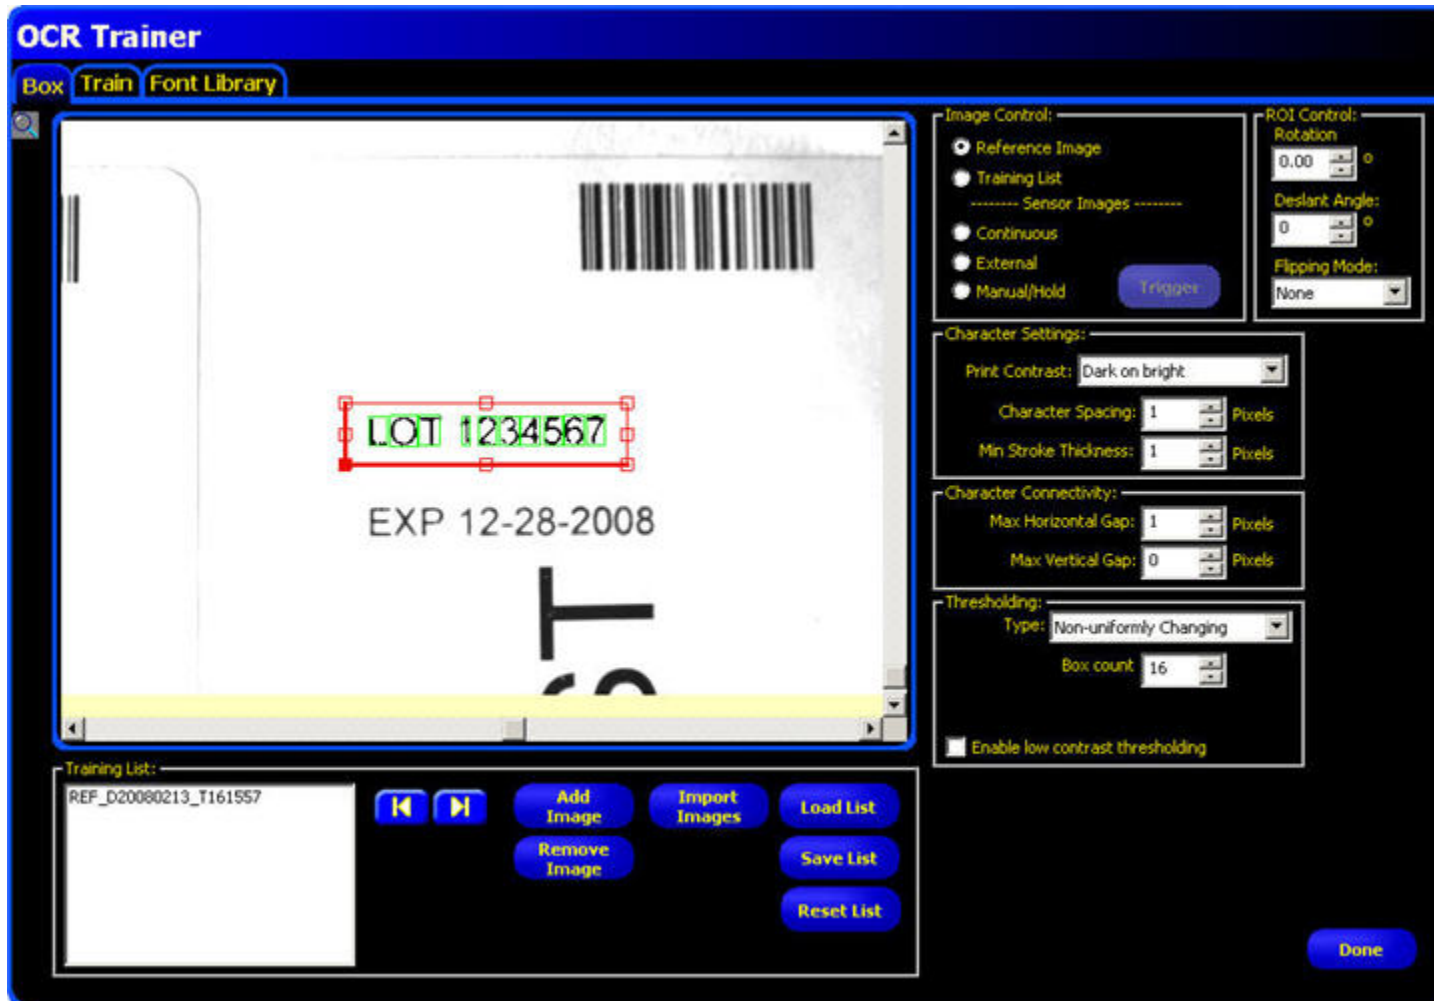 OCR Trainer
Box Train Font Library
LOT 1234567
EXP 12-28-2008
ST
Image Control:
Reference Image
Training List
-------- Sensor Images --------
Continuous
External
Manual/Hold
Trigger
ROI Control:
Rotation
0.00 °
Deslant Angle:
0 °
Flipping Mode:
None
Character Settings:
Print Contrast: Dark on bright
Character Spacing: 1 Pixels
Min Stroke Thickness: 1 Pixels
Character Connectivity:
Max Horizontal Gap: 1 Pixels
Max Vertical Gap: 0 Pixels
Thresholding:
Type: Non-uniformly Changing
Box count 16
Enable low contrast thresholding
Training List:
REF_D20080213_T161557
Add Image
Import Images
Load List
Remove Image
Save List
Reset List
Done